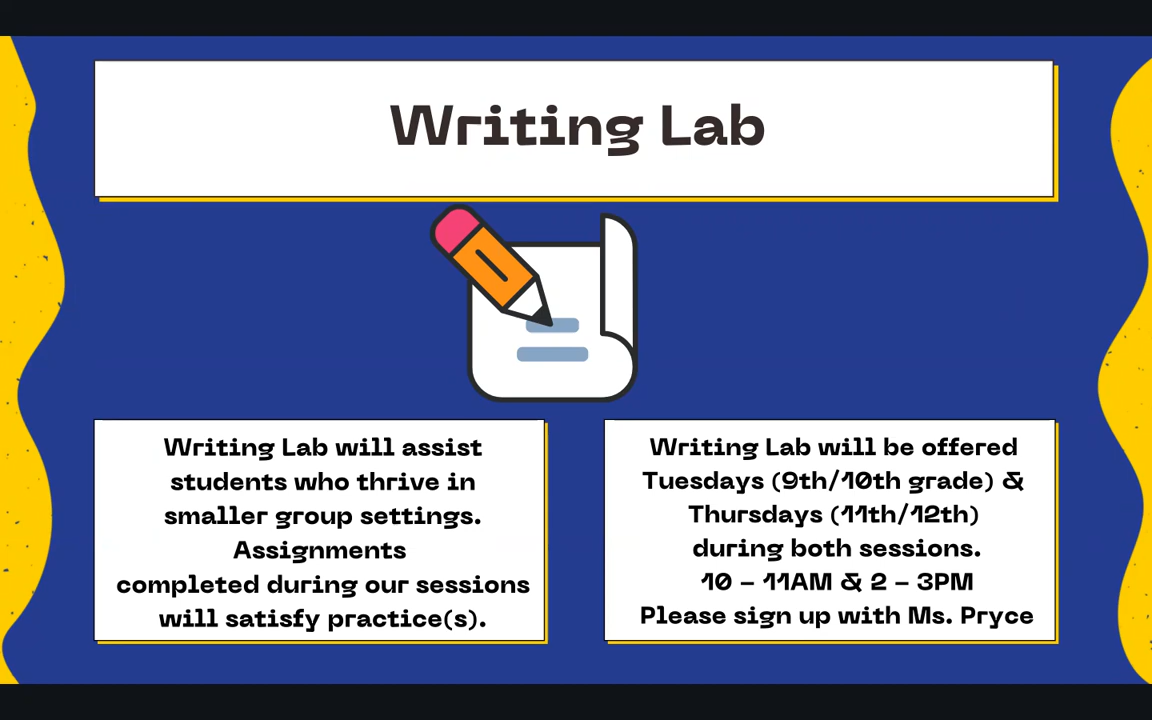 Writing Lab
Writing Lab will assist
students who thrive in
smaller group settings.
Assignments
completed during our sessions
will satisfy practice(s).
Writing Lab will be offered
Tuesdays (9th/10th grade) &
Thursdays (11th/12th)
during both sessions.
10 - 11AM & 2 - 3PM
Please sign up with Ms. Pryce